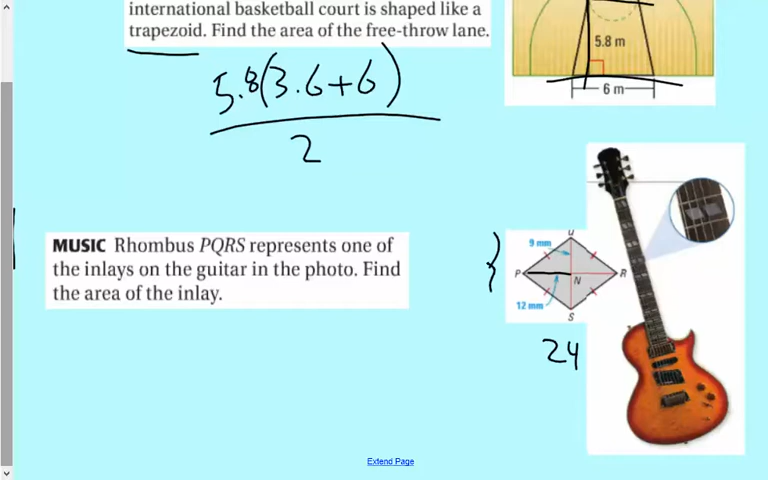 international basketball court is shaped like a
trapezoid. Find the area of the free-throw lane.
5.8 m
6 m
5.8(3.6+6)
2
MUSIC Rhombus PQRS represents one of
the inlays on the guitar in the photo. Find
the area of the inlay.
9 mm
P
R
N
12 mm
S
24
Extend Page